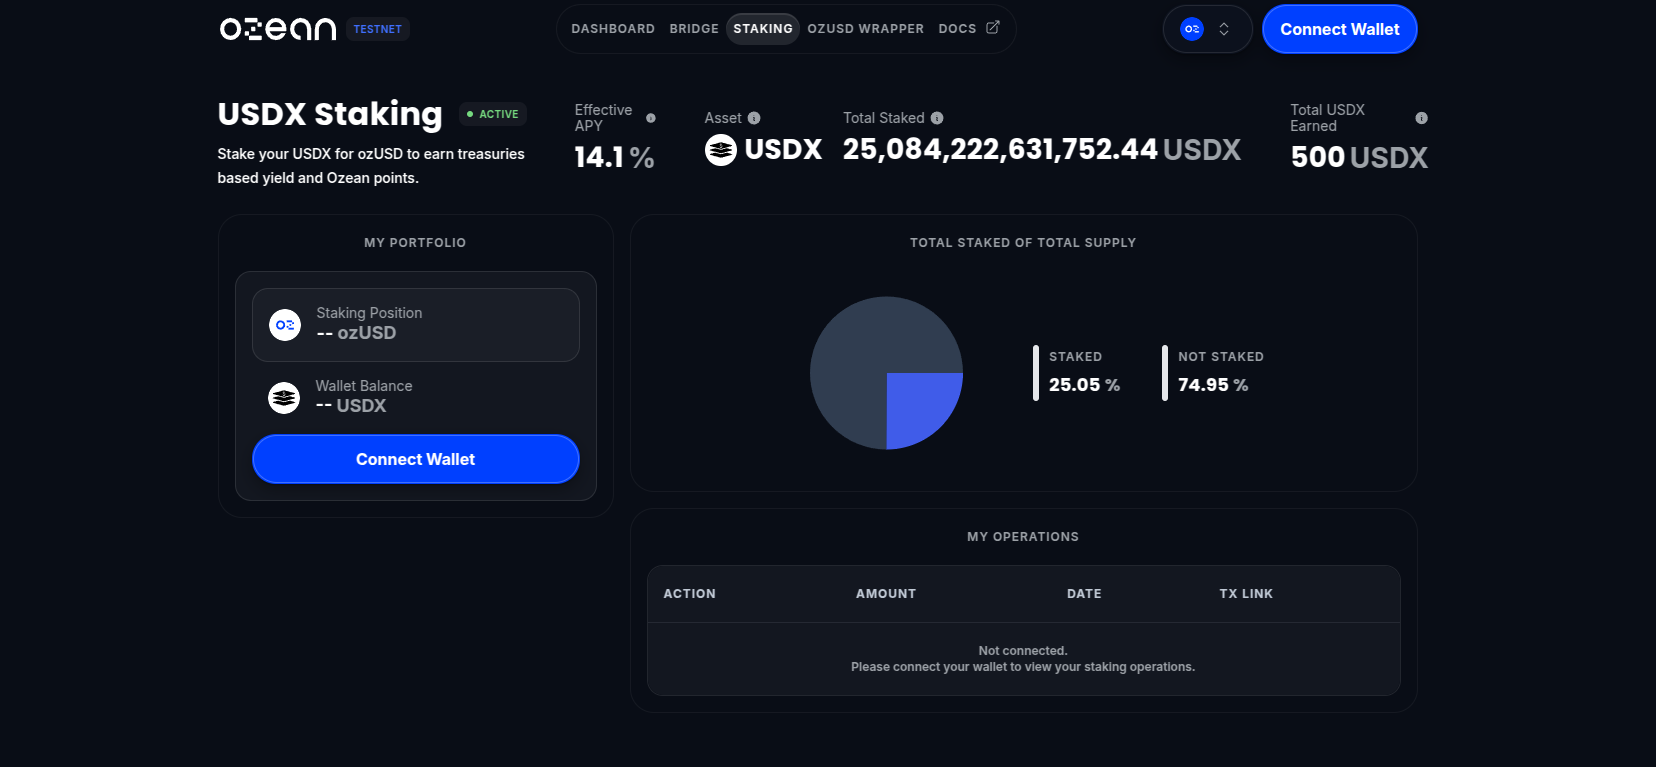 ozean TESTNET
DASHBOARD BRIDGE STAKING OZUSD WRAPPER DOCS
Connect Wallet
USDX Staking
ACTIVE
Stake your USDX for ozUSD to earn treasuries
based yield and Ozean points.
Effective
APY
14.1 %
Asset
USDX
Total Staked
25,084,222,631,752.44 USDX
Total USDX
Earned
500 USDX
MY PORTFOLIO
Staking Position
-- ozUSD
Wallet Balance
-- USDX
Connect Wallet
TOTAL STAKED OF TOTAL SUPPLY
STAKED
25.05 %
NOT STAKED
74.95 %
MY OPERATIONS
ACTION AMOUNT DATE TX LINK
Not connected.
Please connect your wallet to view your staking operations.